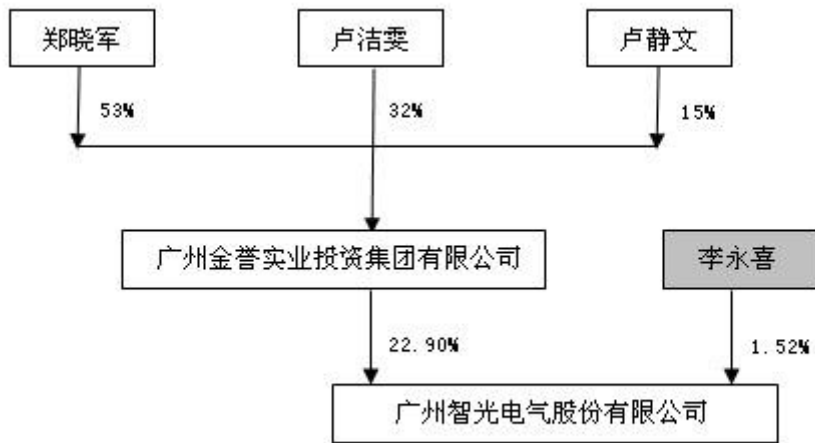 郑晓军 卢洁雯 卢静文
53% 32% 15%
广州金誉实业投资集团有限公司 李永喜
22.90% 1.52%
广州智光电气股份有限公司